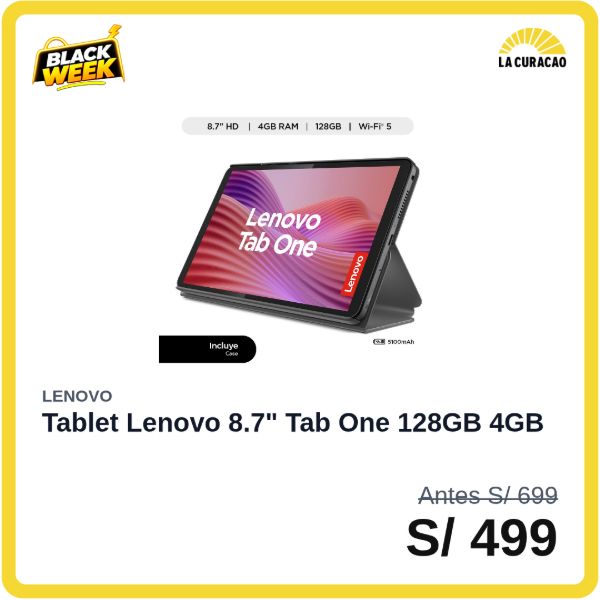 BLACK
WEEK
LA CURACAO
8.7" HD | 4GB RAM | 128GB | Wi-Fi® 5
Lenovo
Tab One
Lenovo
Incluye
Case
5100mAh
LENOVO
Tablet Lenovo 8.7" Tab One 128GB 4GB
Antes S/ 699
S/ 499